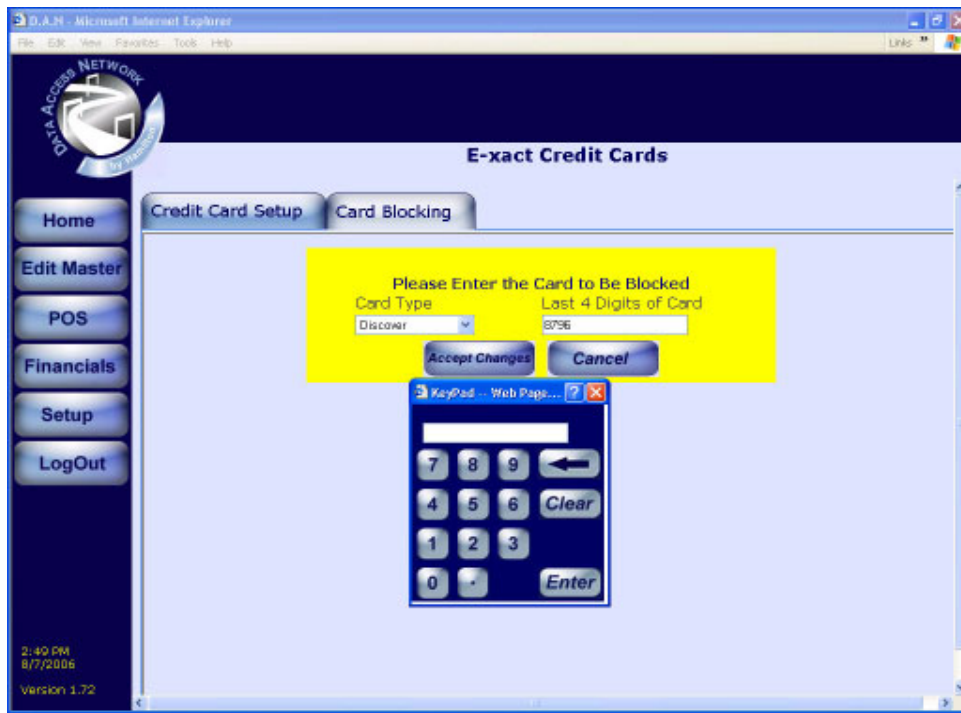 D.A.N - Microsoft Internet Explorer
File Edit View Favorites Tools Help
Links »
DATA ACCESS NETWORK
by Hamilton
E-xact Credit Cards
Credit Card Setup
Card Blocking
Home
Edit Master
POS
Financials
Setup
LogOut
Please Enter the Card to Be Blocked
Card Type
Last 4 Digits of Card
Discover
8796
Accept Changes
Cancel
KeyPad -- Web Page...
7 8 9
4 5 6 Clear
1 2 3
0 . Enter
2:49 PM
8/7/2006
Version 1.72